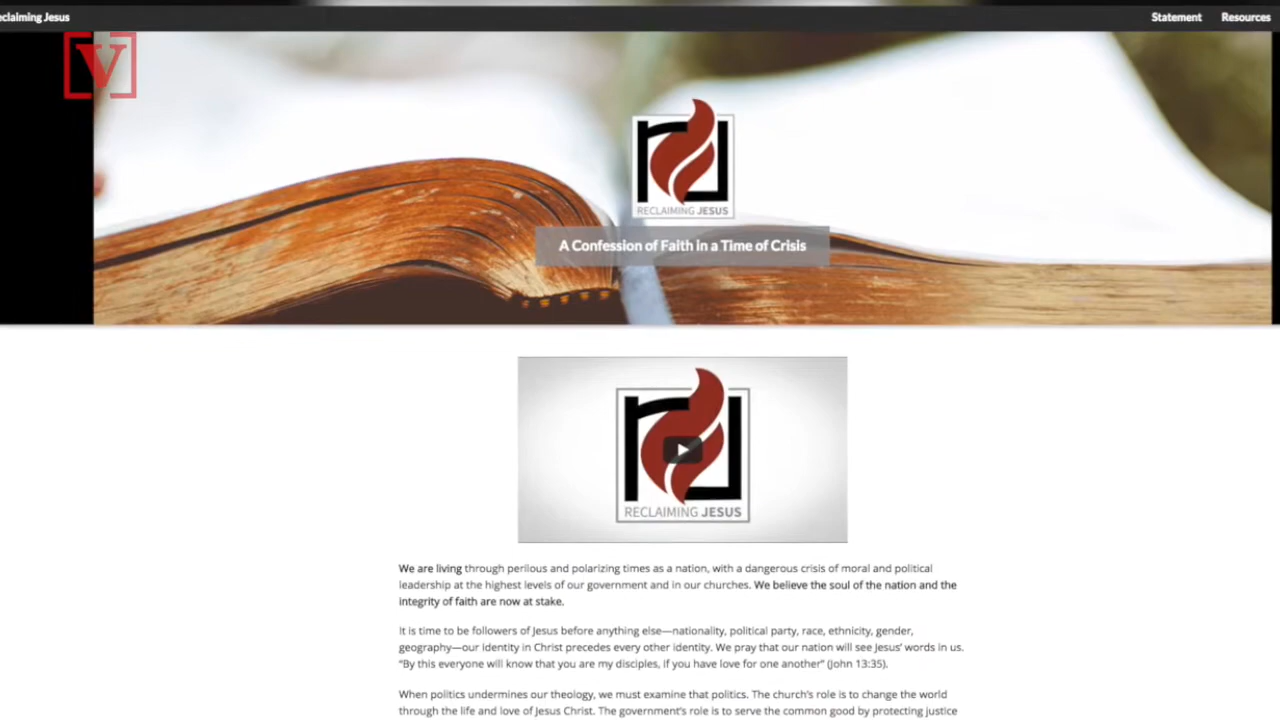 eclaiming Jesus
Statement
Resources
V
RECLAIMING JESUS
A Confession of Faith in a Time of Crisis
RECLAIMING JESUS
We are living through perilous and polarizing times as a nation, with a dangerous crisis of moral and political
leadership at the highest levels of our government and in our churches. We believe the soul of the nation and the
integrity of faith are now at stake.
It is time to be followers of Jesus before anything else—nationality, political party, race, ethnicity, gender,
geography—our identity in Christ precedes every other identity. We pray that our nation will see Jesus’ words in us.
“By this everyone will know that you are my disciples, if you have love for one another” (John 13:35).
When politics undermines our theology, we must examine that politics. The church’s role is to change the world
through the life and love of Jesus Christ. The government’s role is to serve the common good by protecting justice